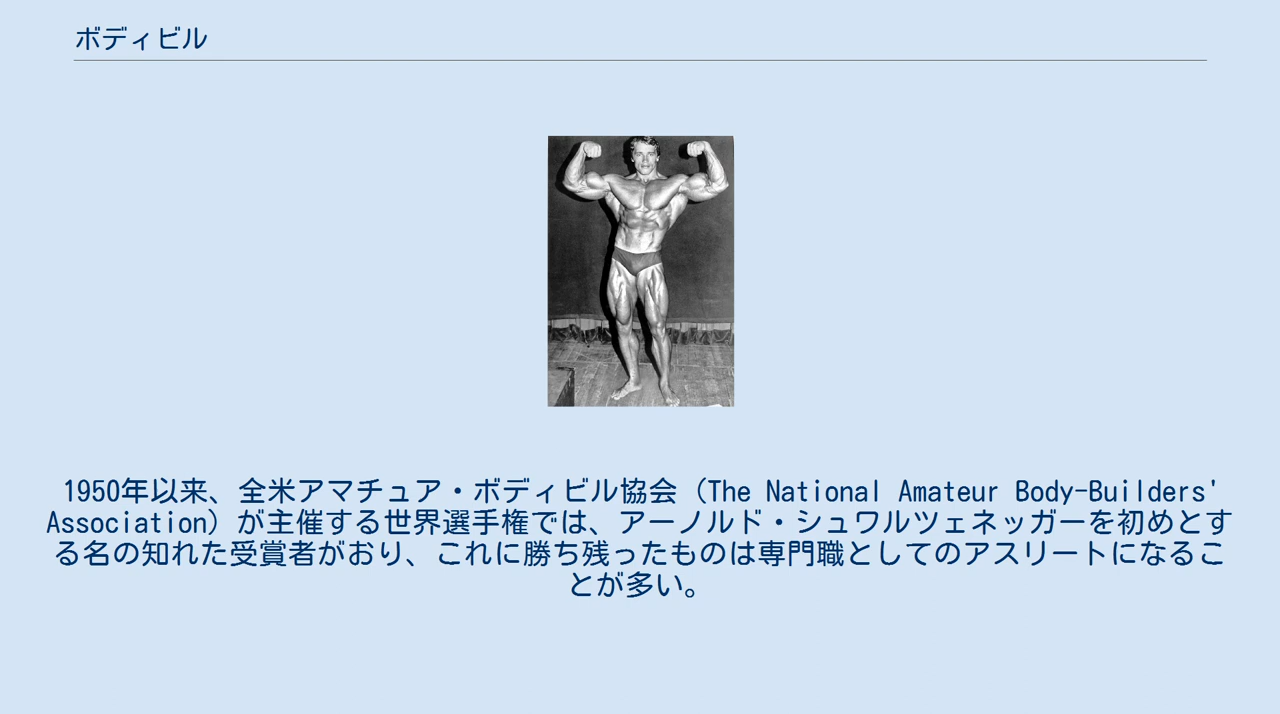 ボディビル
1950年以来、全米アマチュア・ボディビル協会（The National Amateur Body-Builders'
Association）が主催する世界選手権では、アーノルド・シュワルツェネッガーを初めとす
る名の知れた受賞者がおり、これに勝ち残ったものは専門職としてのアスリートになるこ
とが多い。